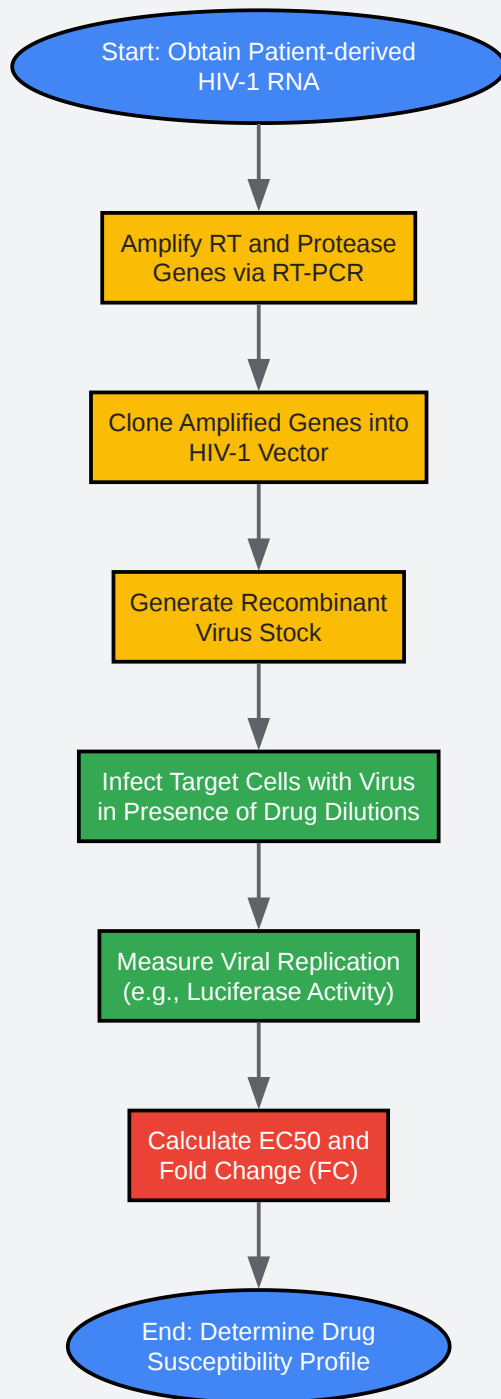 Start: Obtain Patient-derived
HIV-1 RNA
Amplify RT and Protease
Genes via RT-PCR
Clone Amplified Genes into
HIV-1 Vector
Generate Recombinant
Virus Stock
Infect Target Cells with Virus
in Presence of Drug Dilutions
Measure Viral Replication
(e.g., Luciferase Activity)
Calculate EC50 and
Fold Change (FC)
End: Determine Drug
Susceptibility Profile